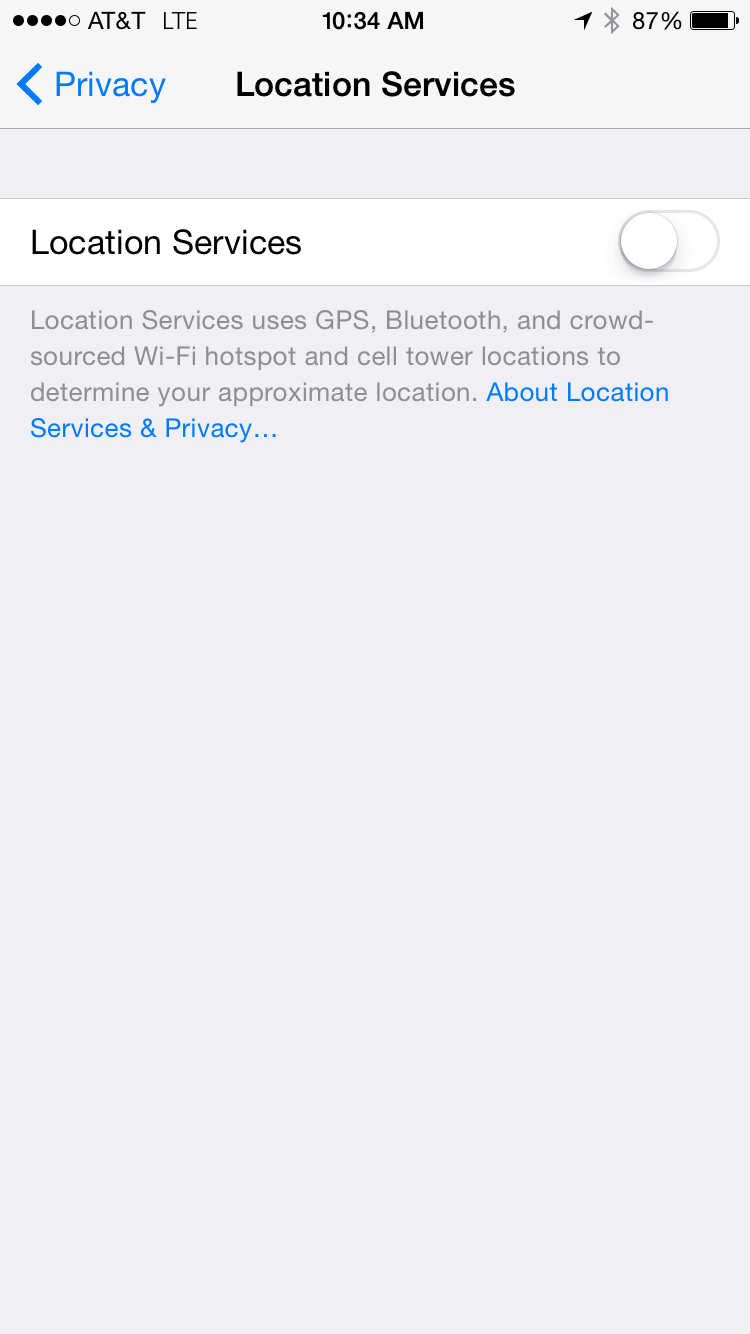 AT&T LTE 10:34 AM 87%
Privacy Location Services
Location Services
Location Services uses GPS, Bluetooth, and crowd-
sourced Wi-Fi hotspot and cell tower locations to
determine your approximate location. About Location
Services & Privacy…